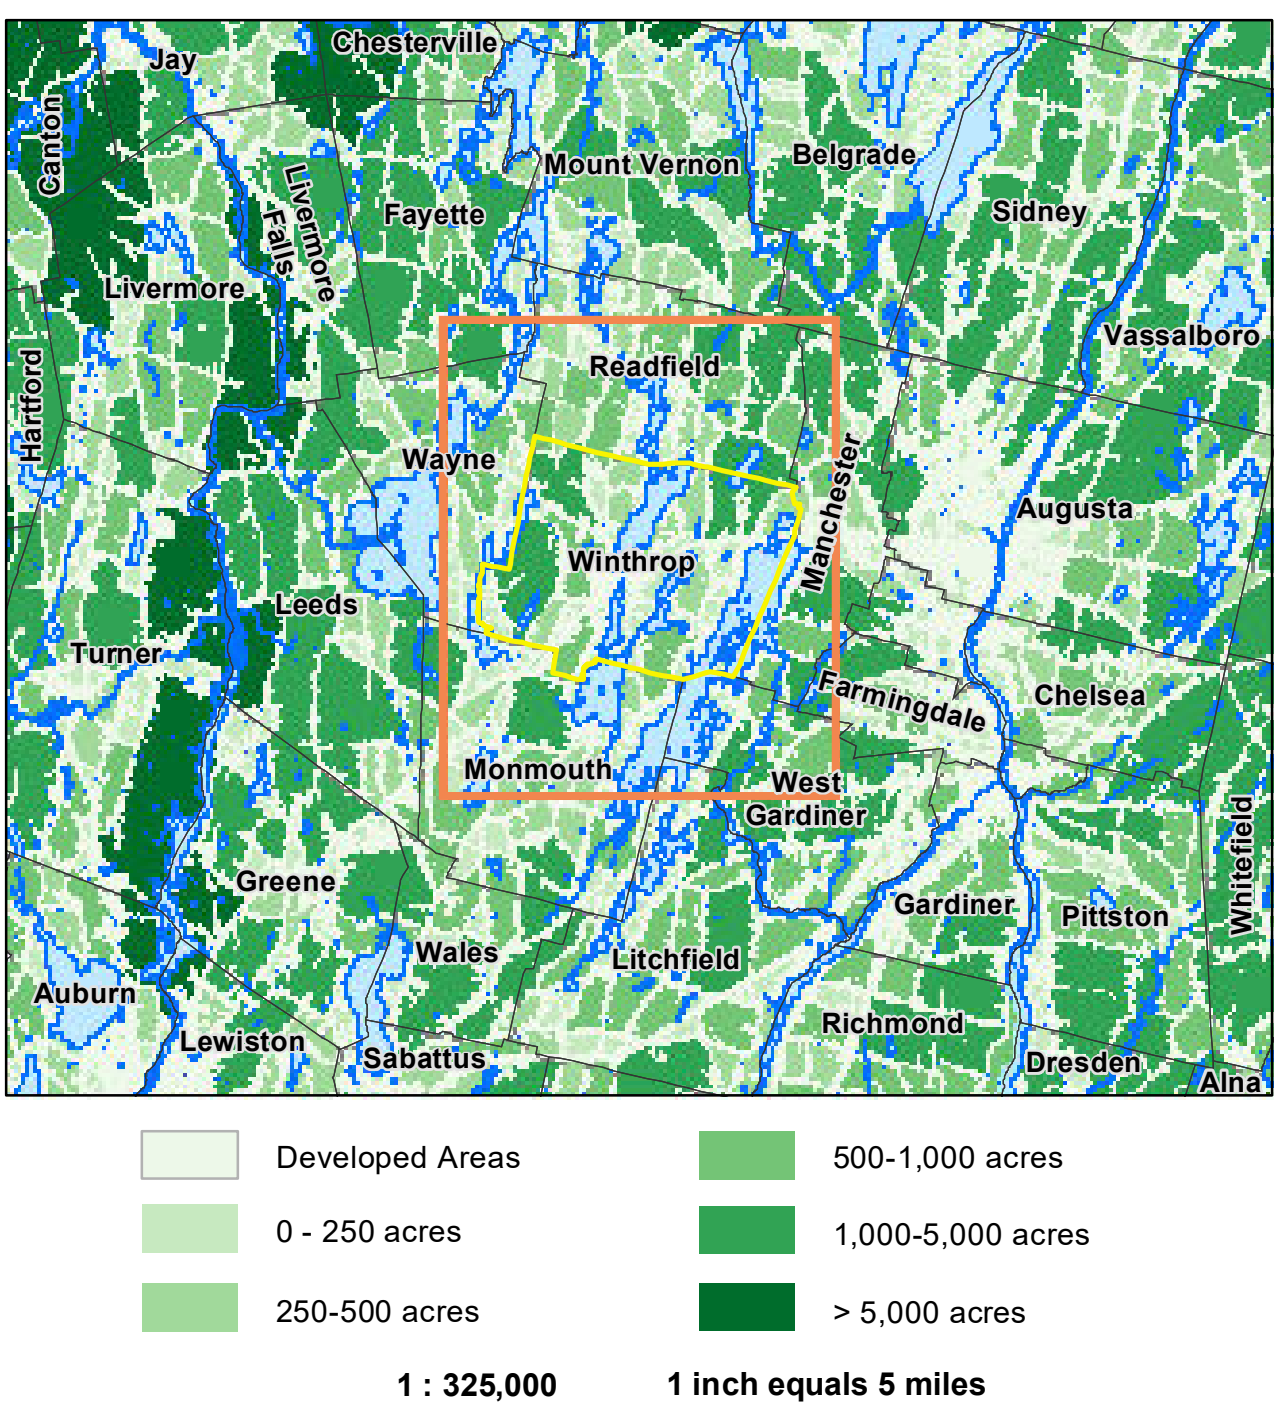 Jay
Chesterville
Canton
Mount Vernon
Belgrade
Livermore
Falls
Fayette
Sidney
Livermore
Vassalboro
Hartford
Readfield
Wayne
Manchester
Augusta
Winthrop
Leeds
Turner
Farmingdale
Chelsea
Monmouth
West
Gardiner
Whitefield
Greene
Gardiner
Pittston
Wales
Litchfield
Auburn
Richmond
Lewiston
Sabattus
Dresden
Alna
Developed Areas
0 - 250 acres
250-500 acres
500-1,000 acres
1,000-5,000 acres
> 5,000 acres
1 : 325,000
1 inch equals 5 miles